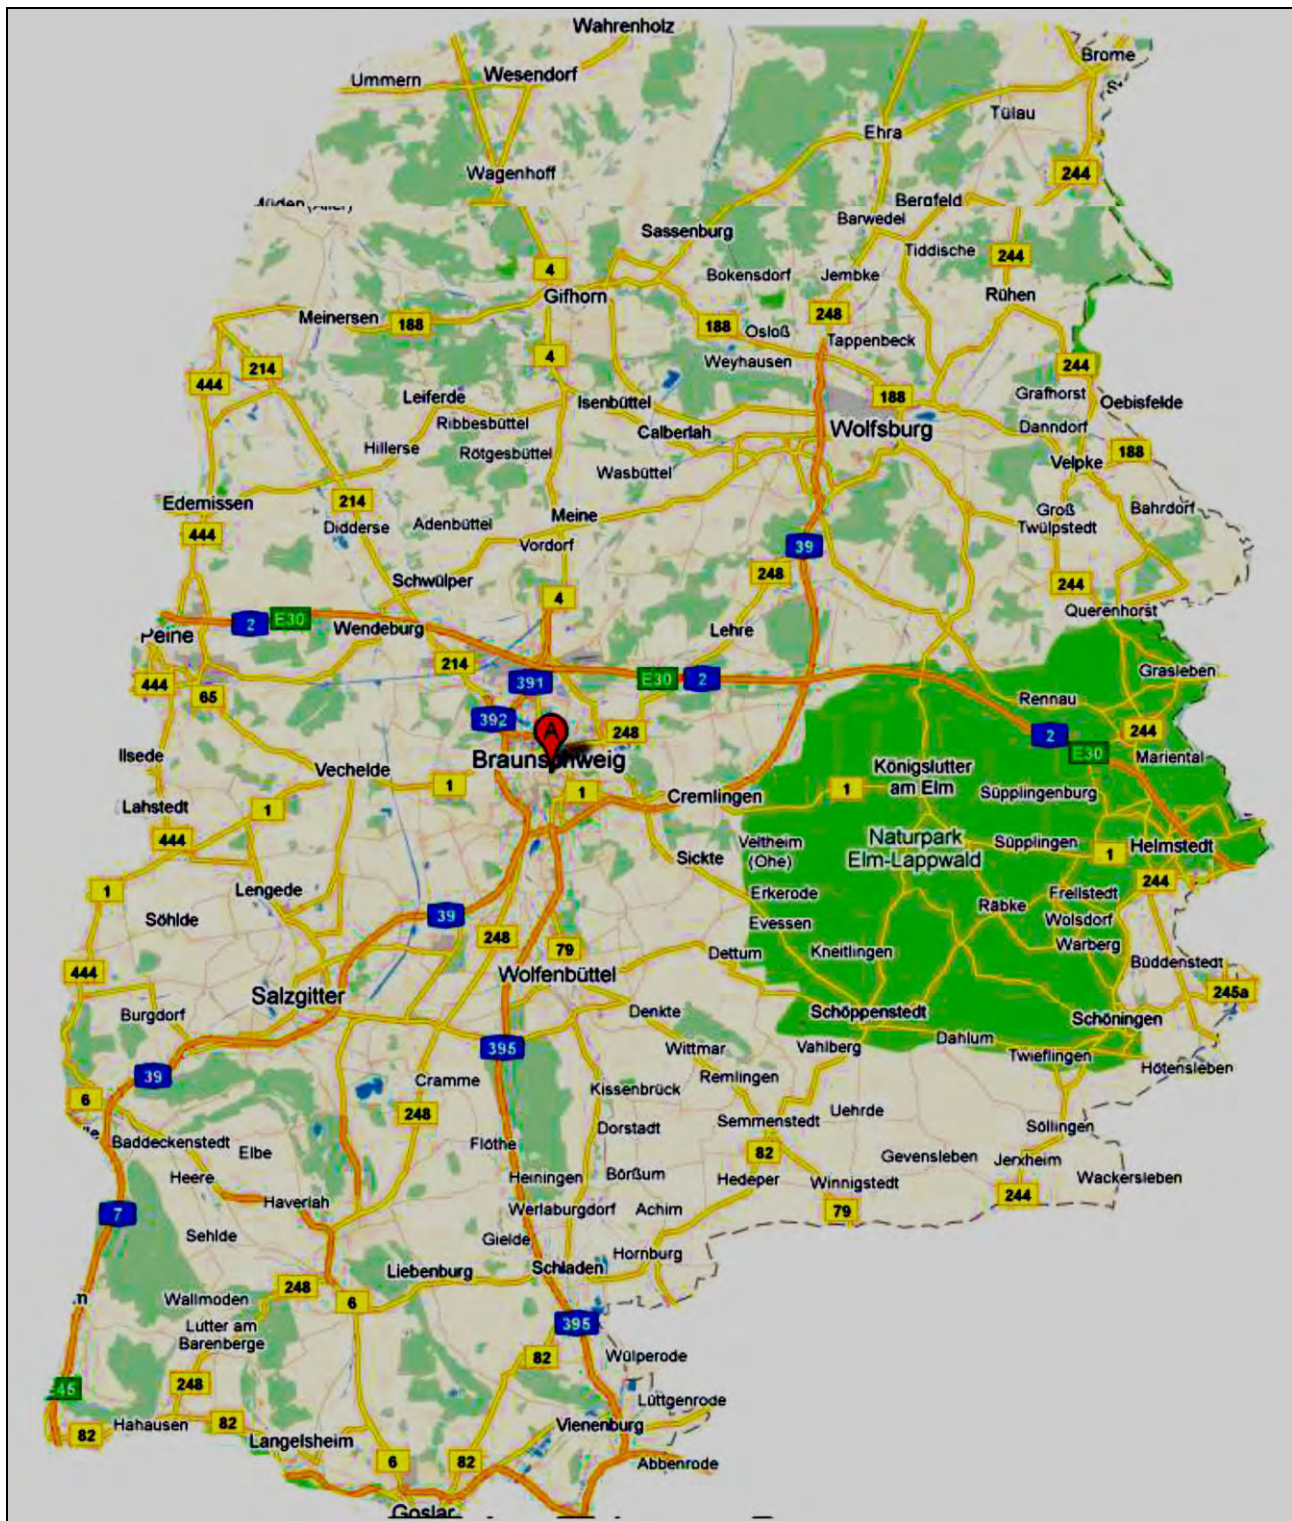 Wahrenholz
Brome
Ummern
Wesendorf
Tülau
Ehra
Wagenhoff
244
Bergfeld
Barwedel
Sassenburg
Tiddische
244
4
Bokensdorf
Jembke
Gifhorn
Rühen
Meinersen
188
188
Osloß
248
Tappenbeck
4
Weyhausen
214
444
244
Leiferde
Isenbüttel
188
Grafhorst
Oebisfelde
Ribbesbüttel
Calberlah
Wolfsburg
Danndorf
Hillerse
Rötgesbüttel
Wasbüttel
Velpke
188
Edemissen
214
Didderse
Adenbüttel
Meine
Groß
Twülpstedt
Bahrdorf
444
Vordorf
39
248
Schwülper
244
4
Querenhorst
2
E30
Peine
Wendeburg
Lehre
214
391
E30
2
Grasleben
444
65
Rennau
392
A
248
2
E30
244
Ilsede
Vechelde
Braunschweig
Mariental
1
1
Cremlingen
1
Königslutter
am Elm
Süpplingenburg
Lahstedt
1
444
Naturpark
Elm-Lappwald
Süpplingen
1
Helmstedt
Sickte
Veltheim
(Ohe)
1
Lengede
Erkerode
244
Söhlde
39
Evessen
Räbke
Frellstedt
Wolsdorf
248
79
Dettum
Kneitlingen
Warberg
444
Wolfenbüttel
Büddenstedt
Salzgitter
245a
Burgdorf
Denkte
Schöppenstedt
Schöningen
395
Wittmar
Vahlberg
Dahlum
Twieflingen
39
Cramme
Remlingen
Hötensleben
6
Kissenbrück
248
Semmenstedt
Uehrde
Baddeckenstedt
Elbe
Flöthe
Dorstadt
Söllingen
82
Heere
Heiningen
Börßum
Hedeper
Gevensleben
Jerxheim
Winnigstedt
Wackersleben
Haverlah
244
7
Werlaburgdorf
Achim
79
Sehlde
Gielde
Hornburg
Liebenburg
Schladen
248
Wallmoden
6
Lutter am
Barenberge
395
82
Wülperode
248
Lüttgenrode
Hahausen
82
82
Langelsheim
Vienenburg
6
82
Abbenrode
Goslar